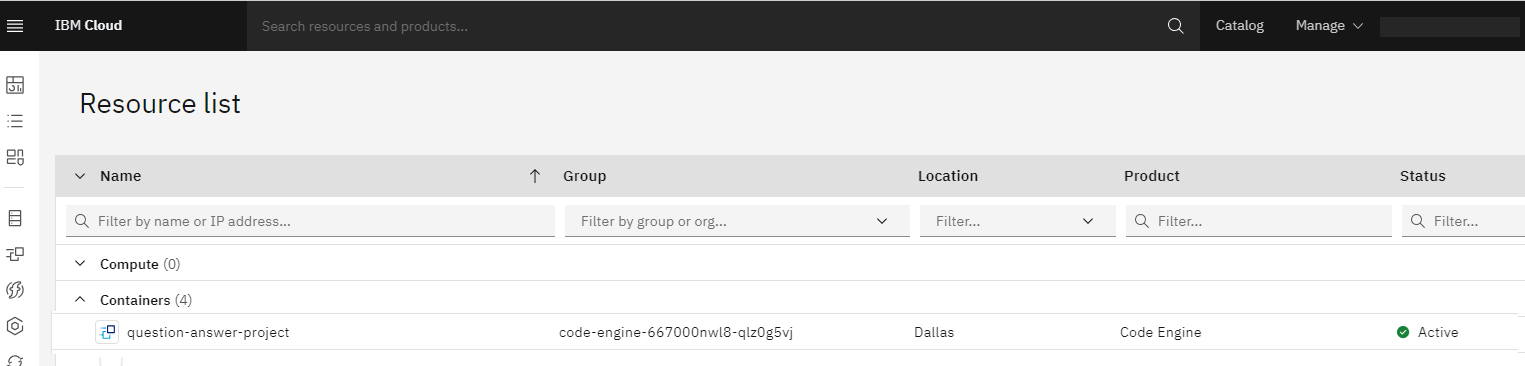 IBM Cloud Search resources and products... Catalog Manage
Resource list
Name Group Location Product Status
Filter by name or IP address... Filter by group or org... Filter... Filter... Filter...
Compute (0)
Containers (4)
question-answer-project code-engine-667000nwl8-qlz0g5vj Dallas Code Engine Active